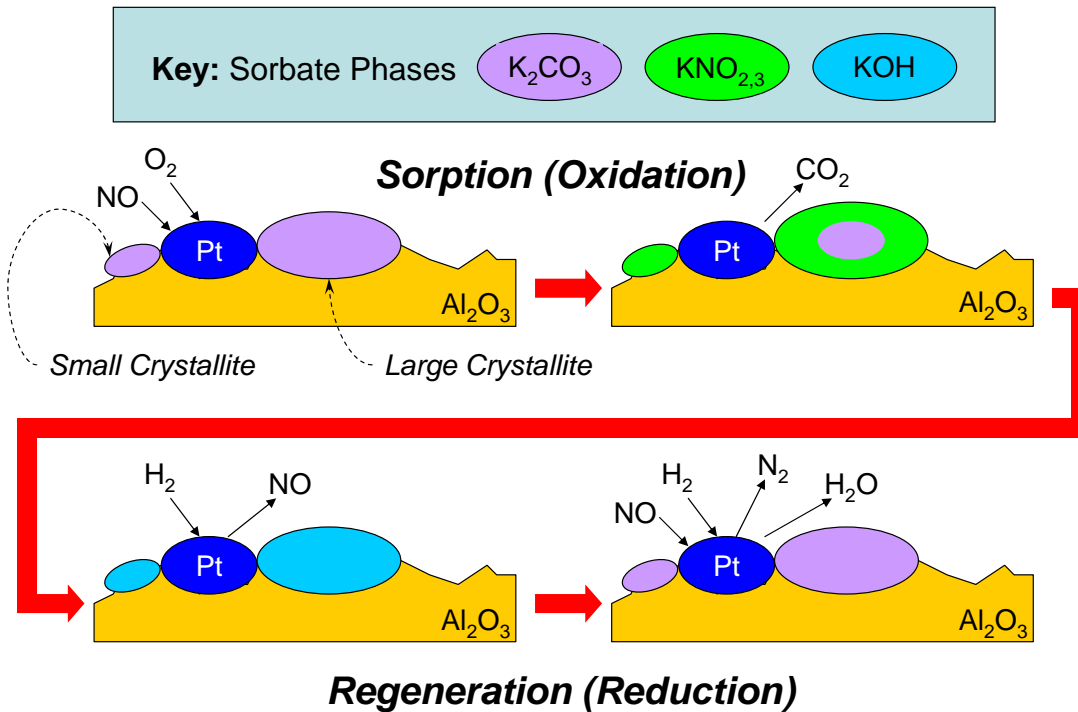 Key: Sorbate Phases K₂CO₃ KNO₂,₃ KOH
Sorption (Oxidation)
O₂
NO
Pt
Al₂O₃
Small Crystallite
Large Crystallite
CO₂
Pt
Al₂O₃
H₂
NO
Pt
Al₂O₃
NO
H₂
N₂
H₂O
Pt
Al₂O₃
Regeneration (Reduction)